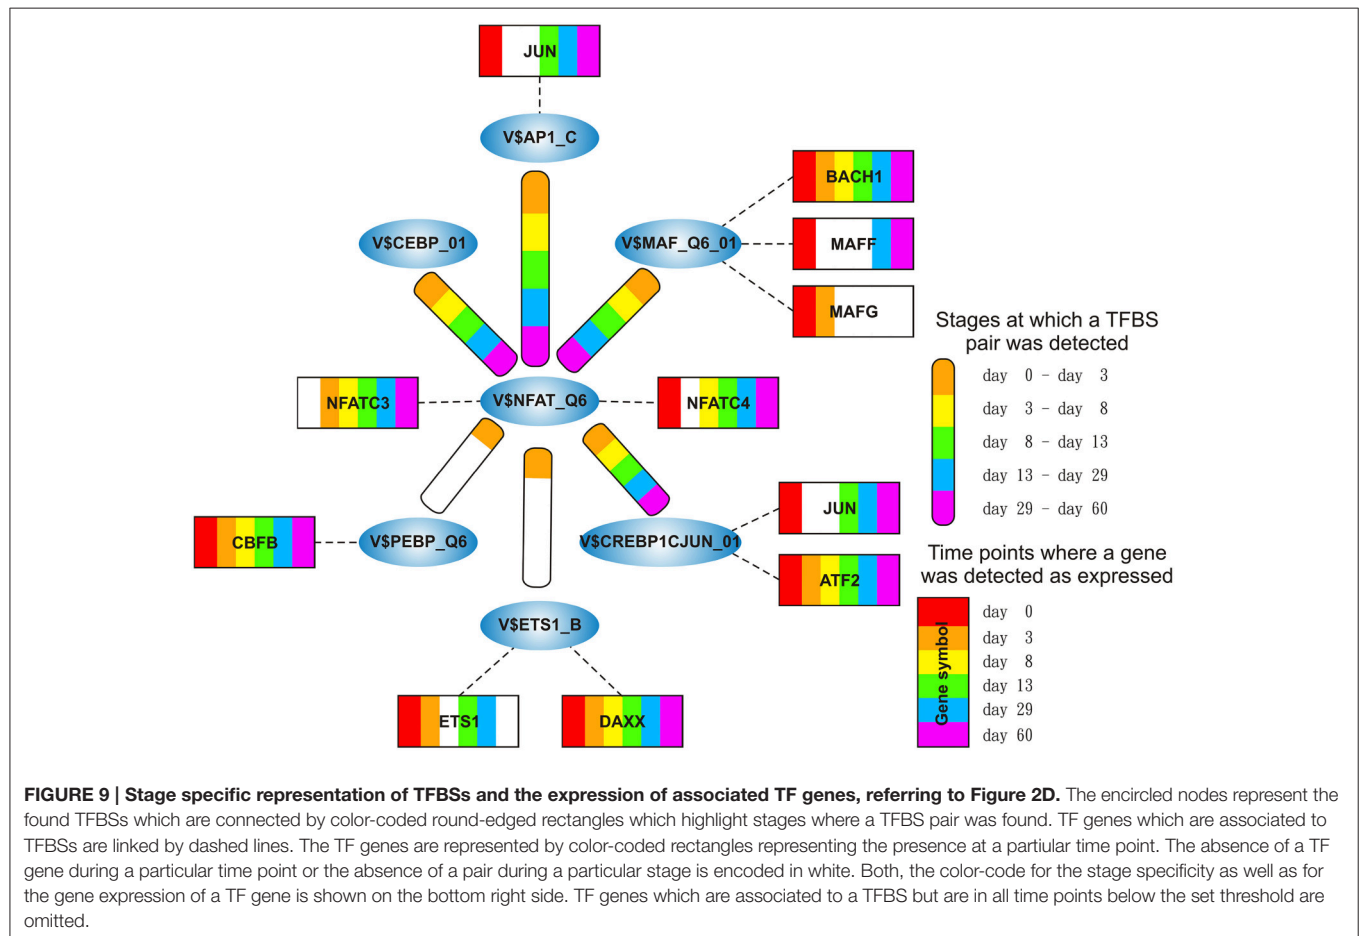 JUN
V$AP1_C
BACH1
V$CEBP_01
V$MAF_Q6_01
MAFF
MAFG
Stages at which a TFBS
pair was detected
day 0 - day 3
day 3 - day 8
day 8 - day 13
day 13 - day 29
day 29 - day 60
NFATC3
V$NFAT_Q6
NFATC4
JUN
CBFB
V$PEBP_Q6
V$CREBP1CJUN_01
ATF2
Time points where a gene
was detected as expressed
Gene symbol
day 0
day 3
day 8
day 13
day 29
day 60
V$ETS1_B
ETS1
DAXX
FIGURE 9 | Stage specific representation of TFBSs and the expression of associated TF genes, referring to Figure 2D. The encircled nodes represent the
found TFBSs which are connected by color-coded round-edged rectangles which highlight stages where a TFBS pair was found. TF genes which are associated to
TFBSs are linked by dashed lines. The TF genes are represented by color-coded rectangles representing the presence at a partiular time point. The absence of a TF
gene during a particular time point or the absence of a pair during a particular stage is encoded in white. Both, the color-code for the stage specificity as well as for
the gene expression of a TF gene is shown on the bottom right side. TF genes which are associated to a TFBS but are in all time points below the set threshold are
omitted.